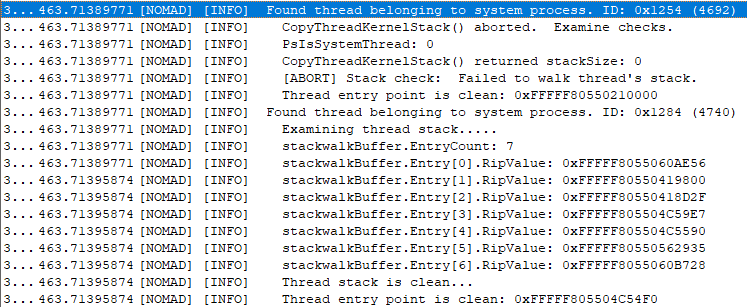 3... 463.71389771 [NOMAD] [INFO] Found thread belonging to system process. ID: 0x1254 (4692)
3... 463.71389771 [NOMAD] [INFO] CopyThreadKernelStack() aborted. Examine checks.
3... 463.71389771 [NOMAD] [INFO] PsIsSystemThread: 0
3... 463.71389771 [NOMAD] [INFO] CopyThreadKernelStack() returned stackSize: 0
3... 463.71389771 [NOMAD] [INFO] [ABORT] Stack check: Failed to walk thread's stack.
3... 463.71389771 [NOMAD] [INFO] Thread entry point is clean: 0xFFFFF80550210000
3... 463.71389771 [NOMAD] [INFO] Found thread belonging to system process. ID: 0x1284 (4740)
3... 463.71389771 [NOMAD] [INFO] Examining thread stack.....
3... 463.71389771 [NOMAD] [INFO] stackwalkBuffer.EntryCount: 7
3... 463.71389771 [NOMAD] [INFO] stackwalkBuffer.Entry[0].RipValue: 0xFFFFF8055060AE56
3... 463.71395874 [NOMAD] [INFO] stackwalkBuffer.Entry[1].RipValue: 0xFFFFF80550419800
3... 463.71395874 [NOMAD] [INFO] stackwalkBuffer.Entry[2].RipValue: 0xFFFFF80550418D2F
3... 463.71395874 [NOMAD] [INFO] stackwalkBuffer.Entry[3].RipValue: 0xFFFFF805504C59E7
3... 463.71395874 [NOMAD] [INFO] stackwalkBuffer.Entry[4].RipValue: 0xFFFFF805504C5590
3... 463.71395874 [NOMAD] [INFO] stackwalkBuffer.Entry[5].RipValue: 0xFFFFF80550562935
3... 463.71395874 [NOMAD] [INFO] stackwalkBuffer.Entry[6].RipValue: 0xFFFFF8055060B728
3... 463.71395874 [NOMAD] [INFO] Thread stack is clean...
3... 463.71395874 [NOMAD] [INFO] Thread entry point is clean: 0xFFFFF805504C54F0